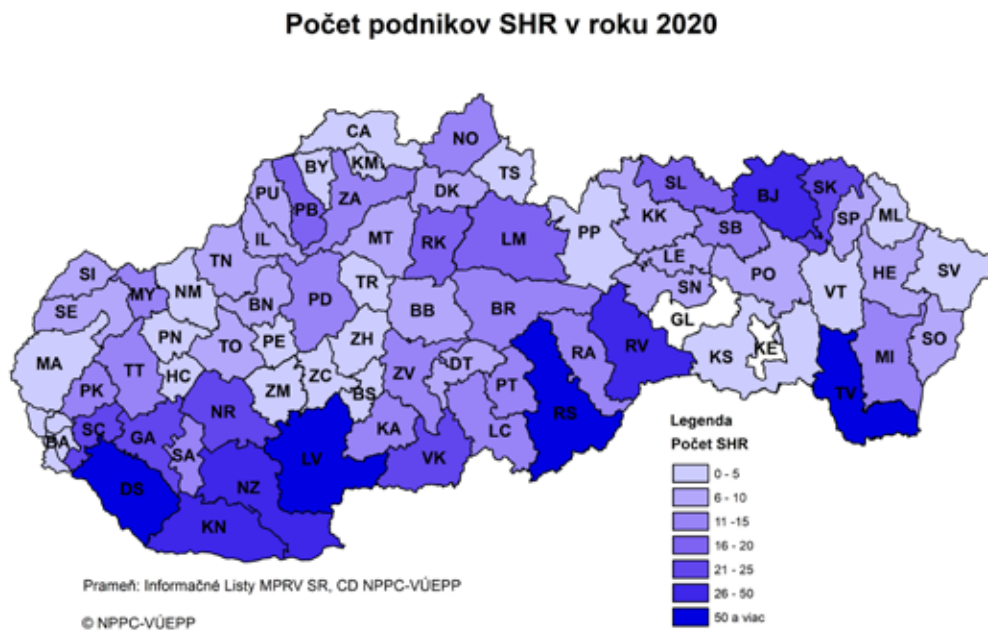 Počet podnikov SHR v roku 2020
CA
NO
BY
KM
TS
PU
DK
SL
BJ
SK
PB
ZA
KK
SP
ML
IL
MT
RK
LM
PP
SB
TN
LE
PO
HE
SV
SI
MY
NM
BN
PD
TR
BB
BR
SN
VT
SE
GL
PN
TO
PE
ZH
RA
RV
KS
KE
SO
MA
TT
HC
ZM
ZC
BS
ZV
DT
PT
MI
PK
TV
NR
KA
LC
RS
SC
GA
SA
LV
VK
BA
DS
NZ
KN
Legenda
Počet SHR
0 - 5
6 - 10
11 -15
16 - 20
21 - 25
26 - 50
50 a viac
Prameň: Informačné Listy MPRV SR, CD NPPC-VÚEPP
© NPPC-VÚEPP